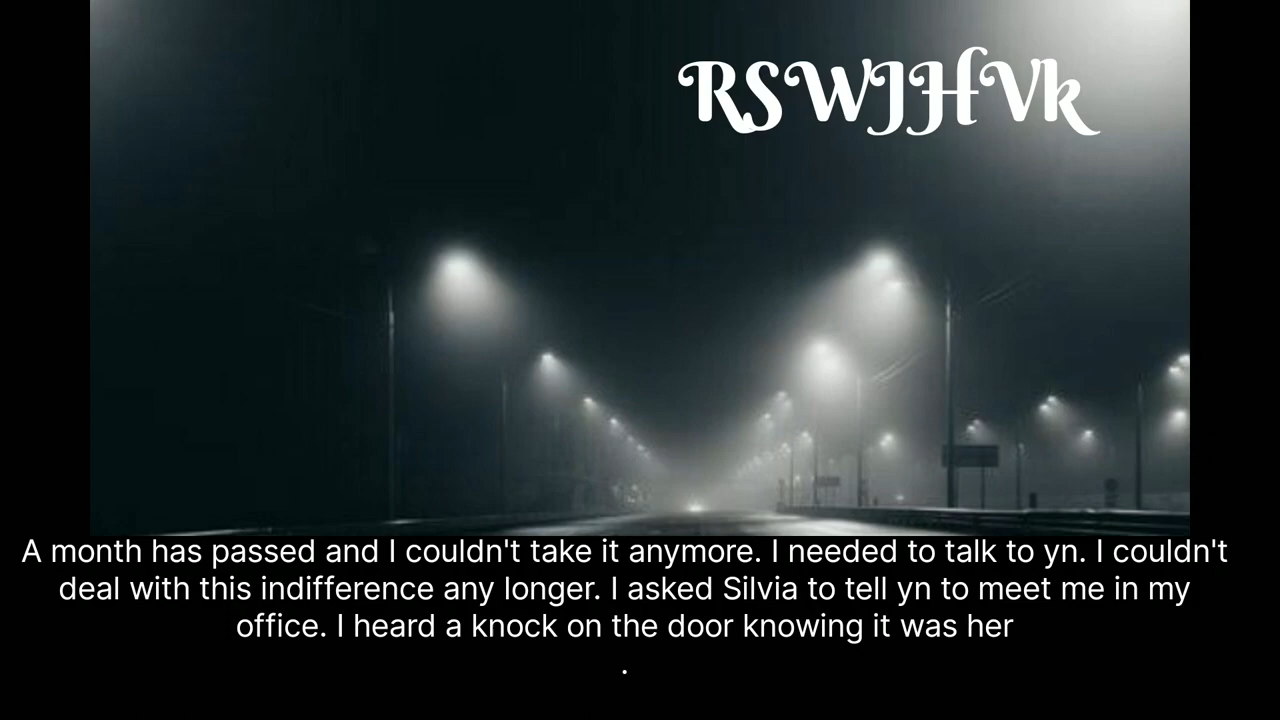 RSWJJHVk
A month has passed and I couldn't take it anymore. I needed to talk to yn. I couldn't
deal with this indifference any longer. I asked Silvia to tell yn to meet me in my
office. I heard a knock on the door knowing it was her
.